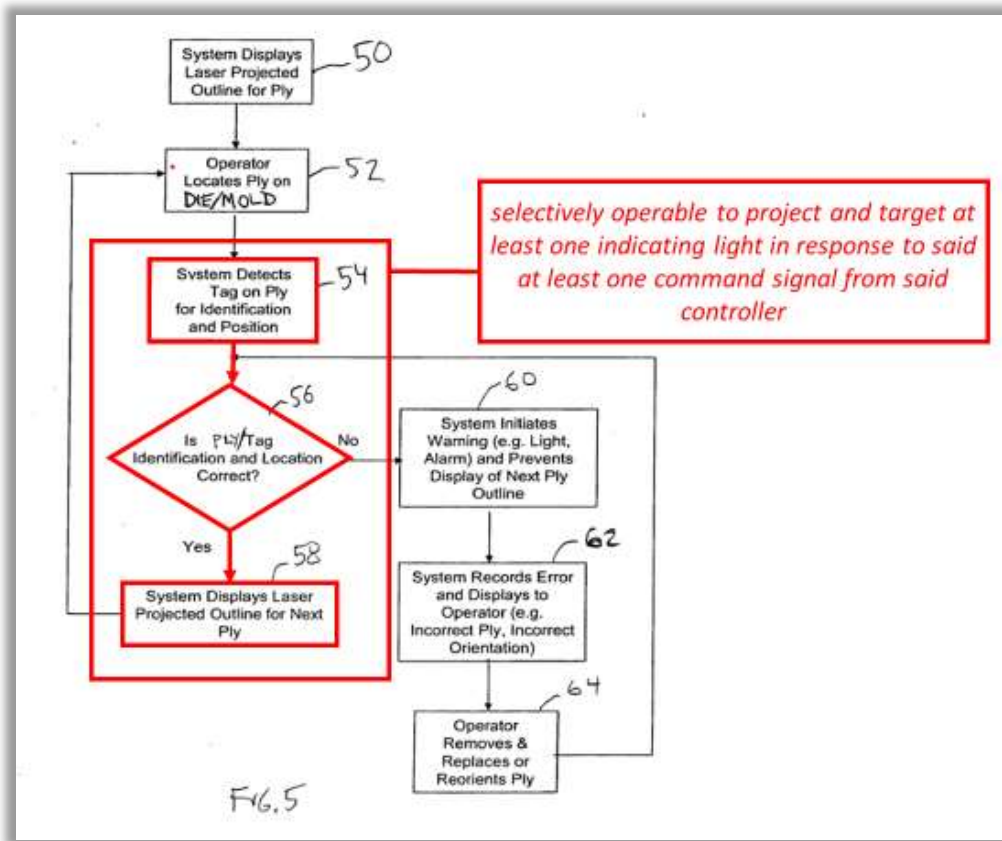 System Displays
Laser Projected
Outline for Ply
50
Operator
Locates Ply on
DIE/MOLD
52
selectively operable to project and target at
least one indicating light in response to said
at least one command signal from said
controller
System Detects
Tag on Ply
for Identification
and Position
54
56
Is PLY/Tag
Identification and Location
Correct?
No
60
System Initiates
Warning (e.g. Light,
Alarm) and Prevents
Display of Next Ply
Outline
Yes
58
System Displays Laser
Projected Outline for Next
Ply
62
System Records Error
and Displays to
Operator (e.g.
Incorrect Ply, Incorrect
Orientation)
64
Operator
Removes &
Replaces or
Reorients Ply
FIG.5